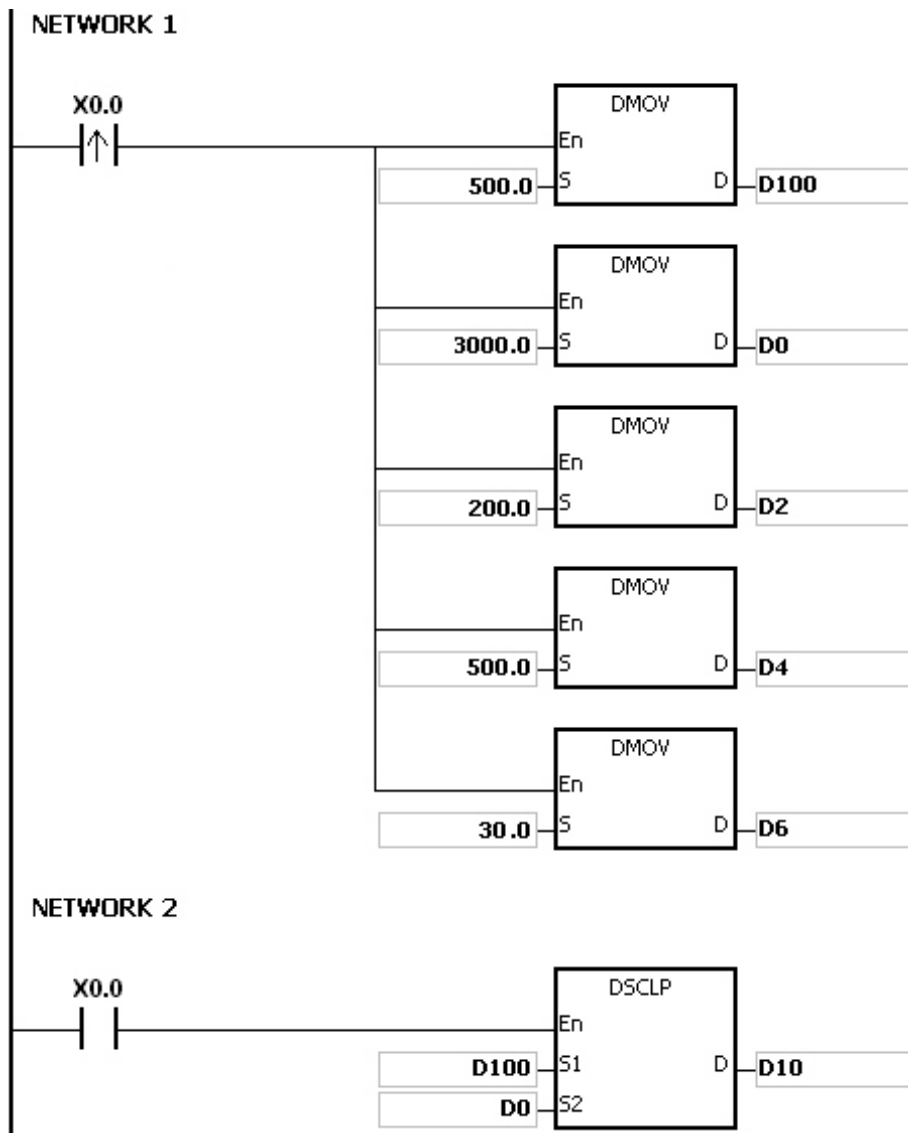 NETWORK 1
X0.0
DMOV
En
500.0 S D D100
DMOV
En
3000.0 S D D0
DMOV
En
200.0 S D D2
DMOV
En
500.0 S D D4
DMOV
En
30.0 S D D6
NETWORK 2
X0.0
DSCLP
En
D100 S1 D D10
D0 S2